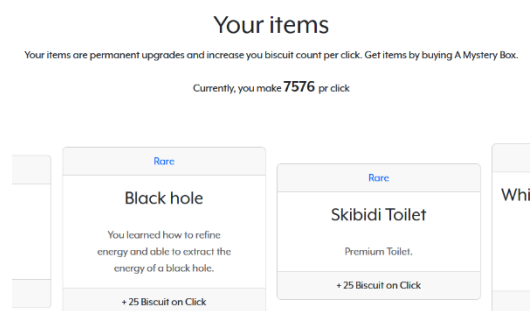 Your items
Your items are permanent upgrades and increase you biscuit count per click. Get items by buying A Mystery Box.
Currently, you make 7576 pr click
Rare
Black hole
You learned how to refine
energy and able to extract the
energy of a black hole.
+ 25 Biscuit on Click
Rare
Skibidi Toilet
Premium Toilet.
+ 25 Biscuit on Click
Whi